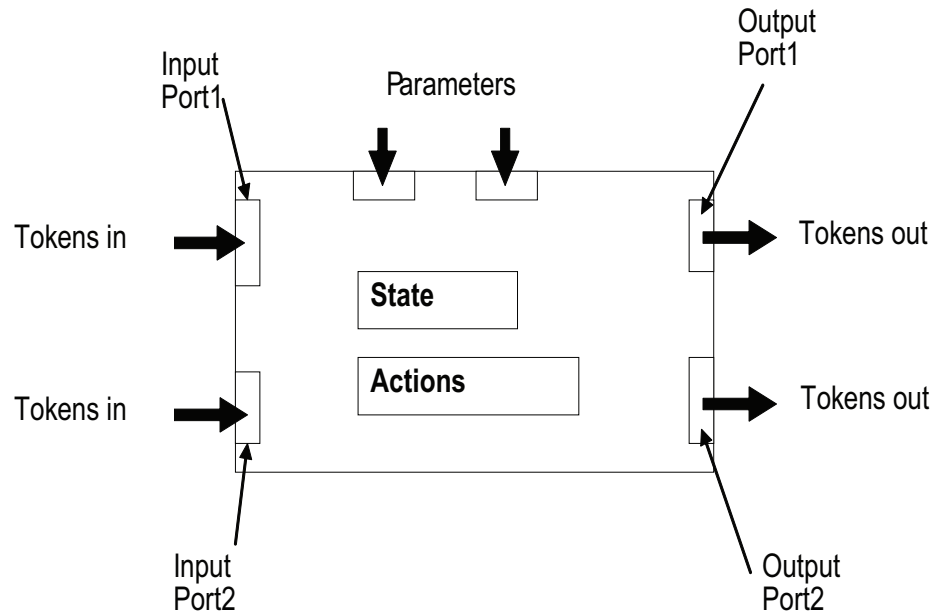 Output
Port1
Input
Port1
Parameters
Tokens in
Tokens out
State
Actions
Tokens in
Tokens out
Input
Port2
Output
Port2